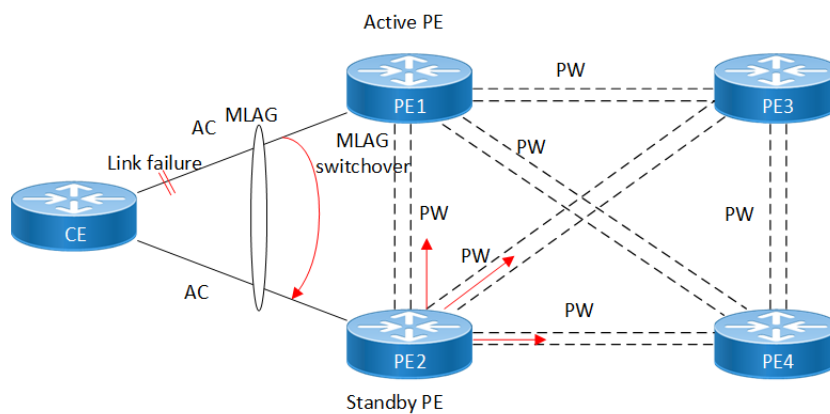 Active PE
PW
PE1
PE3
AC
MLAG
MLAG
switchover
PW
Link failure
CE
PW
PW
PW
AC
PW
PE2
PE4
Standby PE